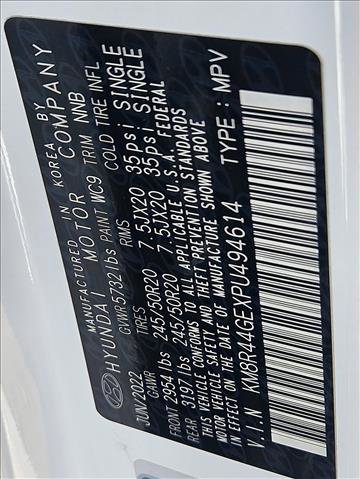 MANUFACTURED IN KOREA BY
HYUNDAI MOTOR COMPANY
GVWR 5732 lbs PAINT WC9 TRIM NNB
JUN/2022 TIRES RIMS COLD TIRE INFL
GAWR
FRONT 2954 lbs 245/50R20 7.5JX20 35psi SINGLE
REAR 3197 lbs 245/50R20 7.5JX20 35psi SINGLE
THIS VEHICLE CONFORMS TO ALL APPLICABLE U.S.A. FEDERAL
MOTOR VEHICLE SAFETY AND THEFT PREVENTION STANDARDS
IN EFFECT ON THE DATE OF MANUFACTURE SHOWN ABOVE
V.I.N KM8R44GEXPU494614 TYPE : MPV